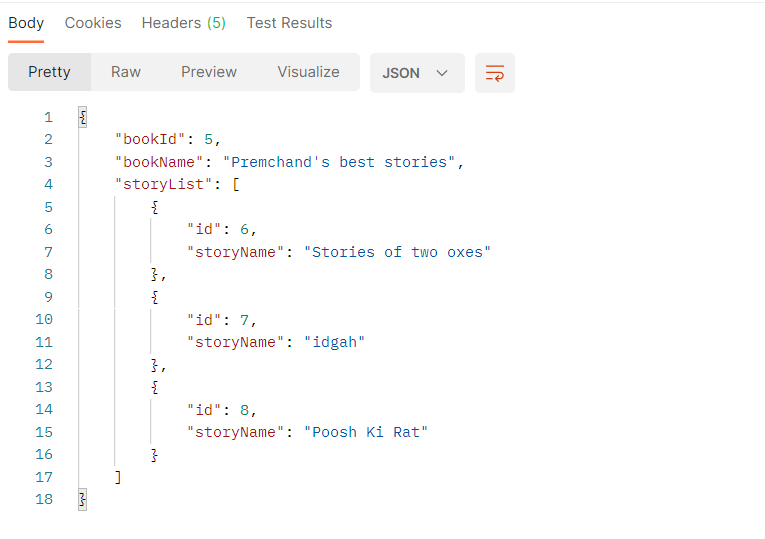 Body Cookies Headers (5) Test Results
Pretty Raw Preview Visualize JSON
1 {
2 "bookId": 5,
3 "bookName": "Premchand's best stories",
4 "storyList": [
5 {
6 "id": 6,
7 "storyName": "Stories of two oxes"
8 },
9 {
10 "id": 7,
11 "storyName": "idgah"
12 },
13 {
14 "id": 8,
15 "storyName": "Poosh Ki Rat"
16 }
17 ]
18 }